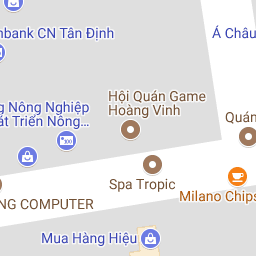 nbank CN Tân Định
Á Châu
Hội Quán Game
Hoàng Vinh
g Nông Nghiệp
át Triển Nông...
Quán
Spa Tropic
Milano Chips
NG COMPUTER
Mua Hàng Hiệu